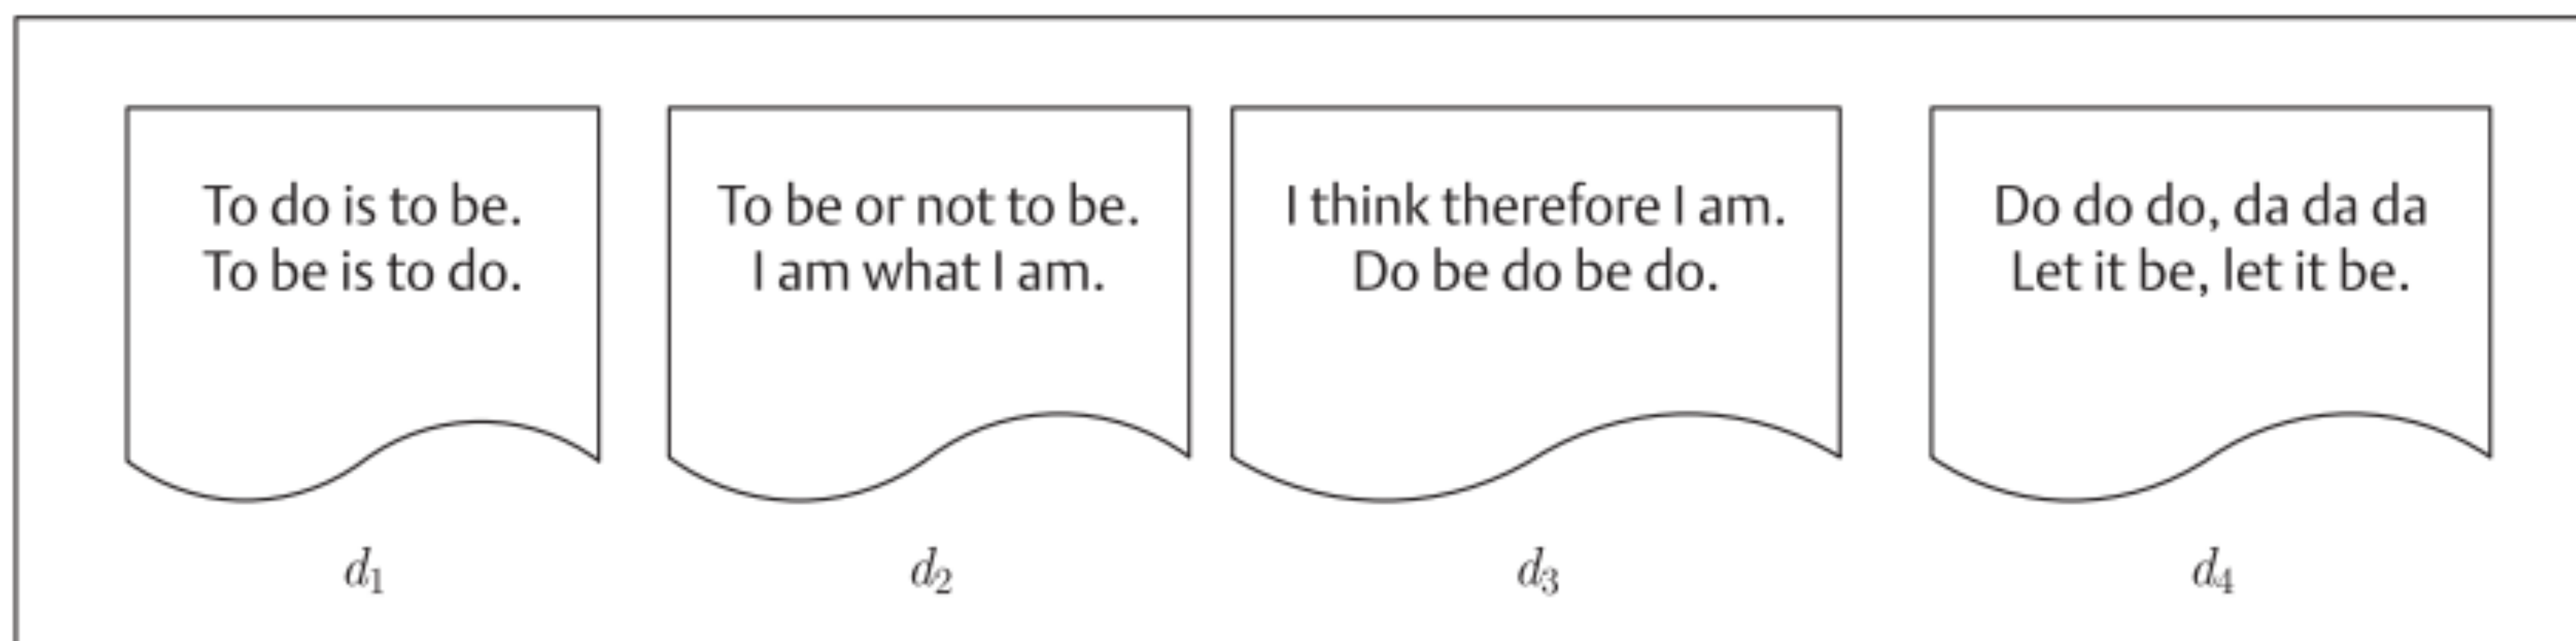 To do is to be.
To be is to do.
d1
To be or not to be.
I am what I am.
d2
I think therefore I am.
Do be do be do.
d3
Do do do, da da da
Let it be, let it be.
d4